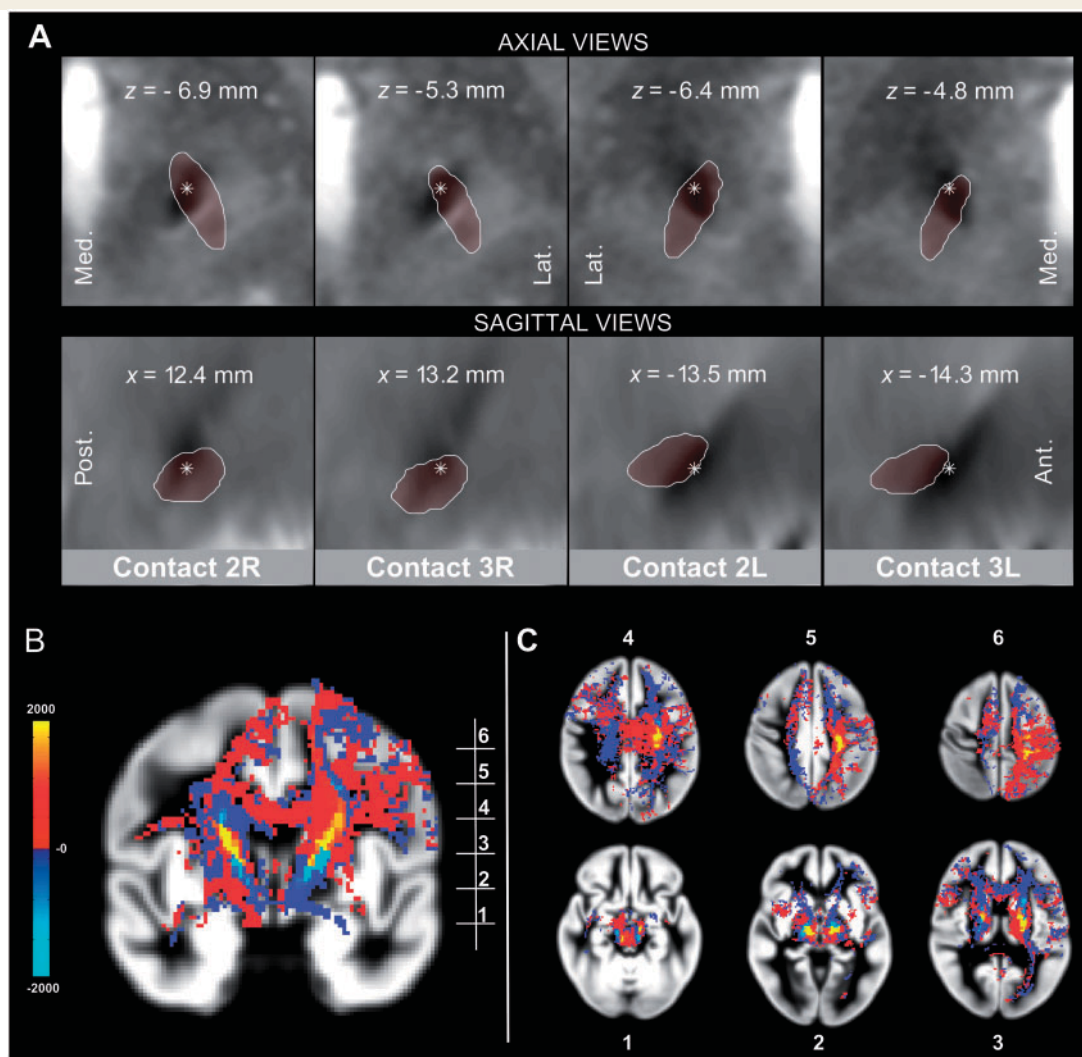 A
AXIAL VIEWS
z = - 6.9 mm
z = -5.3 mm
z = -6.4 mm
z = -4.8 mm
Med.
Lat.
Lat.
Med.
SAGITTAL VIEWS
x = 12.4 mm
x = 13.2 mm
x = -13.5 mm
x = -14.3 mm
Post.
Ant.
Contact 2R
Contact 3R
Contact 2L
Contact 3L
B
2000
-0
-2000
6
5
4
3
2
1
C
4
5
6
1
2
3